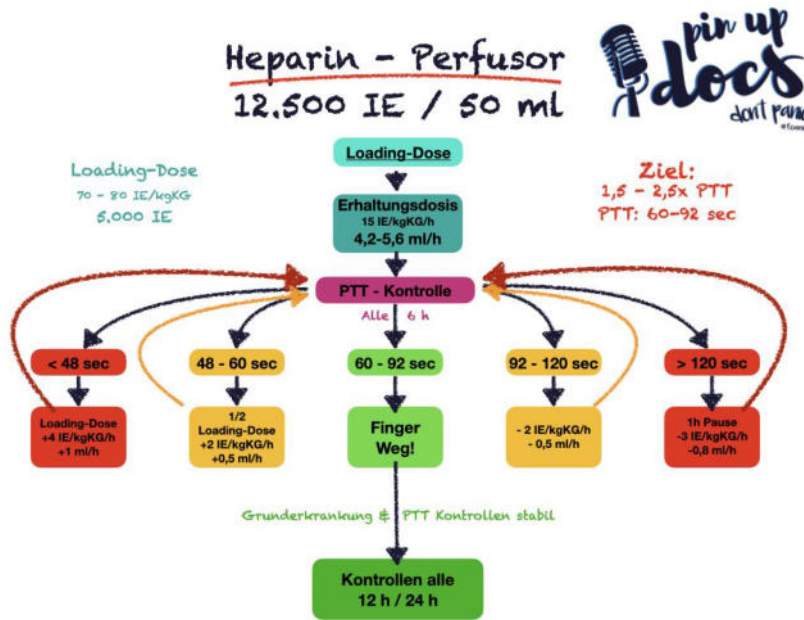 Heparin - Perfusor
12.500 IE / 50 ml
pin up
docs
dont panic
Loading-Dose
70 - 80 IE/kgKG
5.000 IE
Loading-Dose
Erhaltungsdosis
15 IE/kgKG/h
4,2-5,6 ml/h
Ziel:
1,5 - 2,5x PTT
PTT: 60-92 sec
PTT - Kontrolle
Alle 6 h
< 48 sec
48 - 60 sec
60 - 92 sec
92 - 120 sec
> 120 sec
Loading-Dose
+4 IE/kgKG/h
+1 ml/h
1/2
Loading-Dose
+2 IE/kgKG/h
+0,5 ml/h
Finger
Weg!
- 2 IE/kgKG/h
- 0,5 ml/h
1h Pause
-3 IE/kgKG/h
-0,8 ml/h
Grunderkrankung & PTT Kontrollen stabil
Kontrollen alle
12 h / 24 h